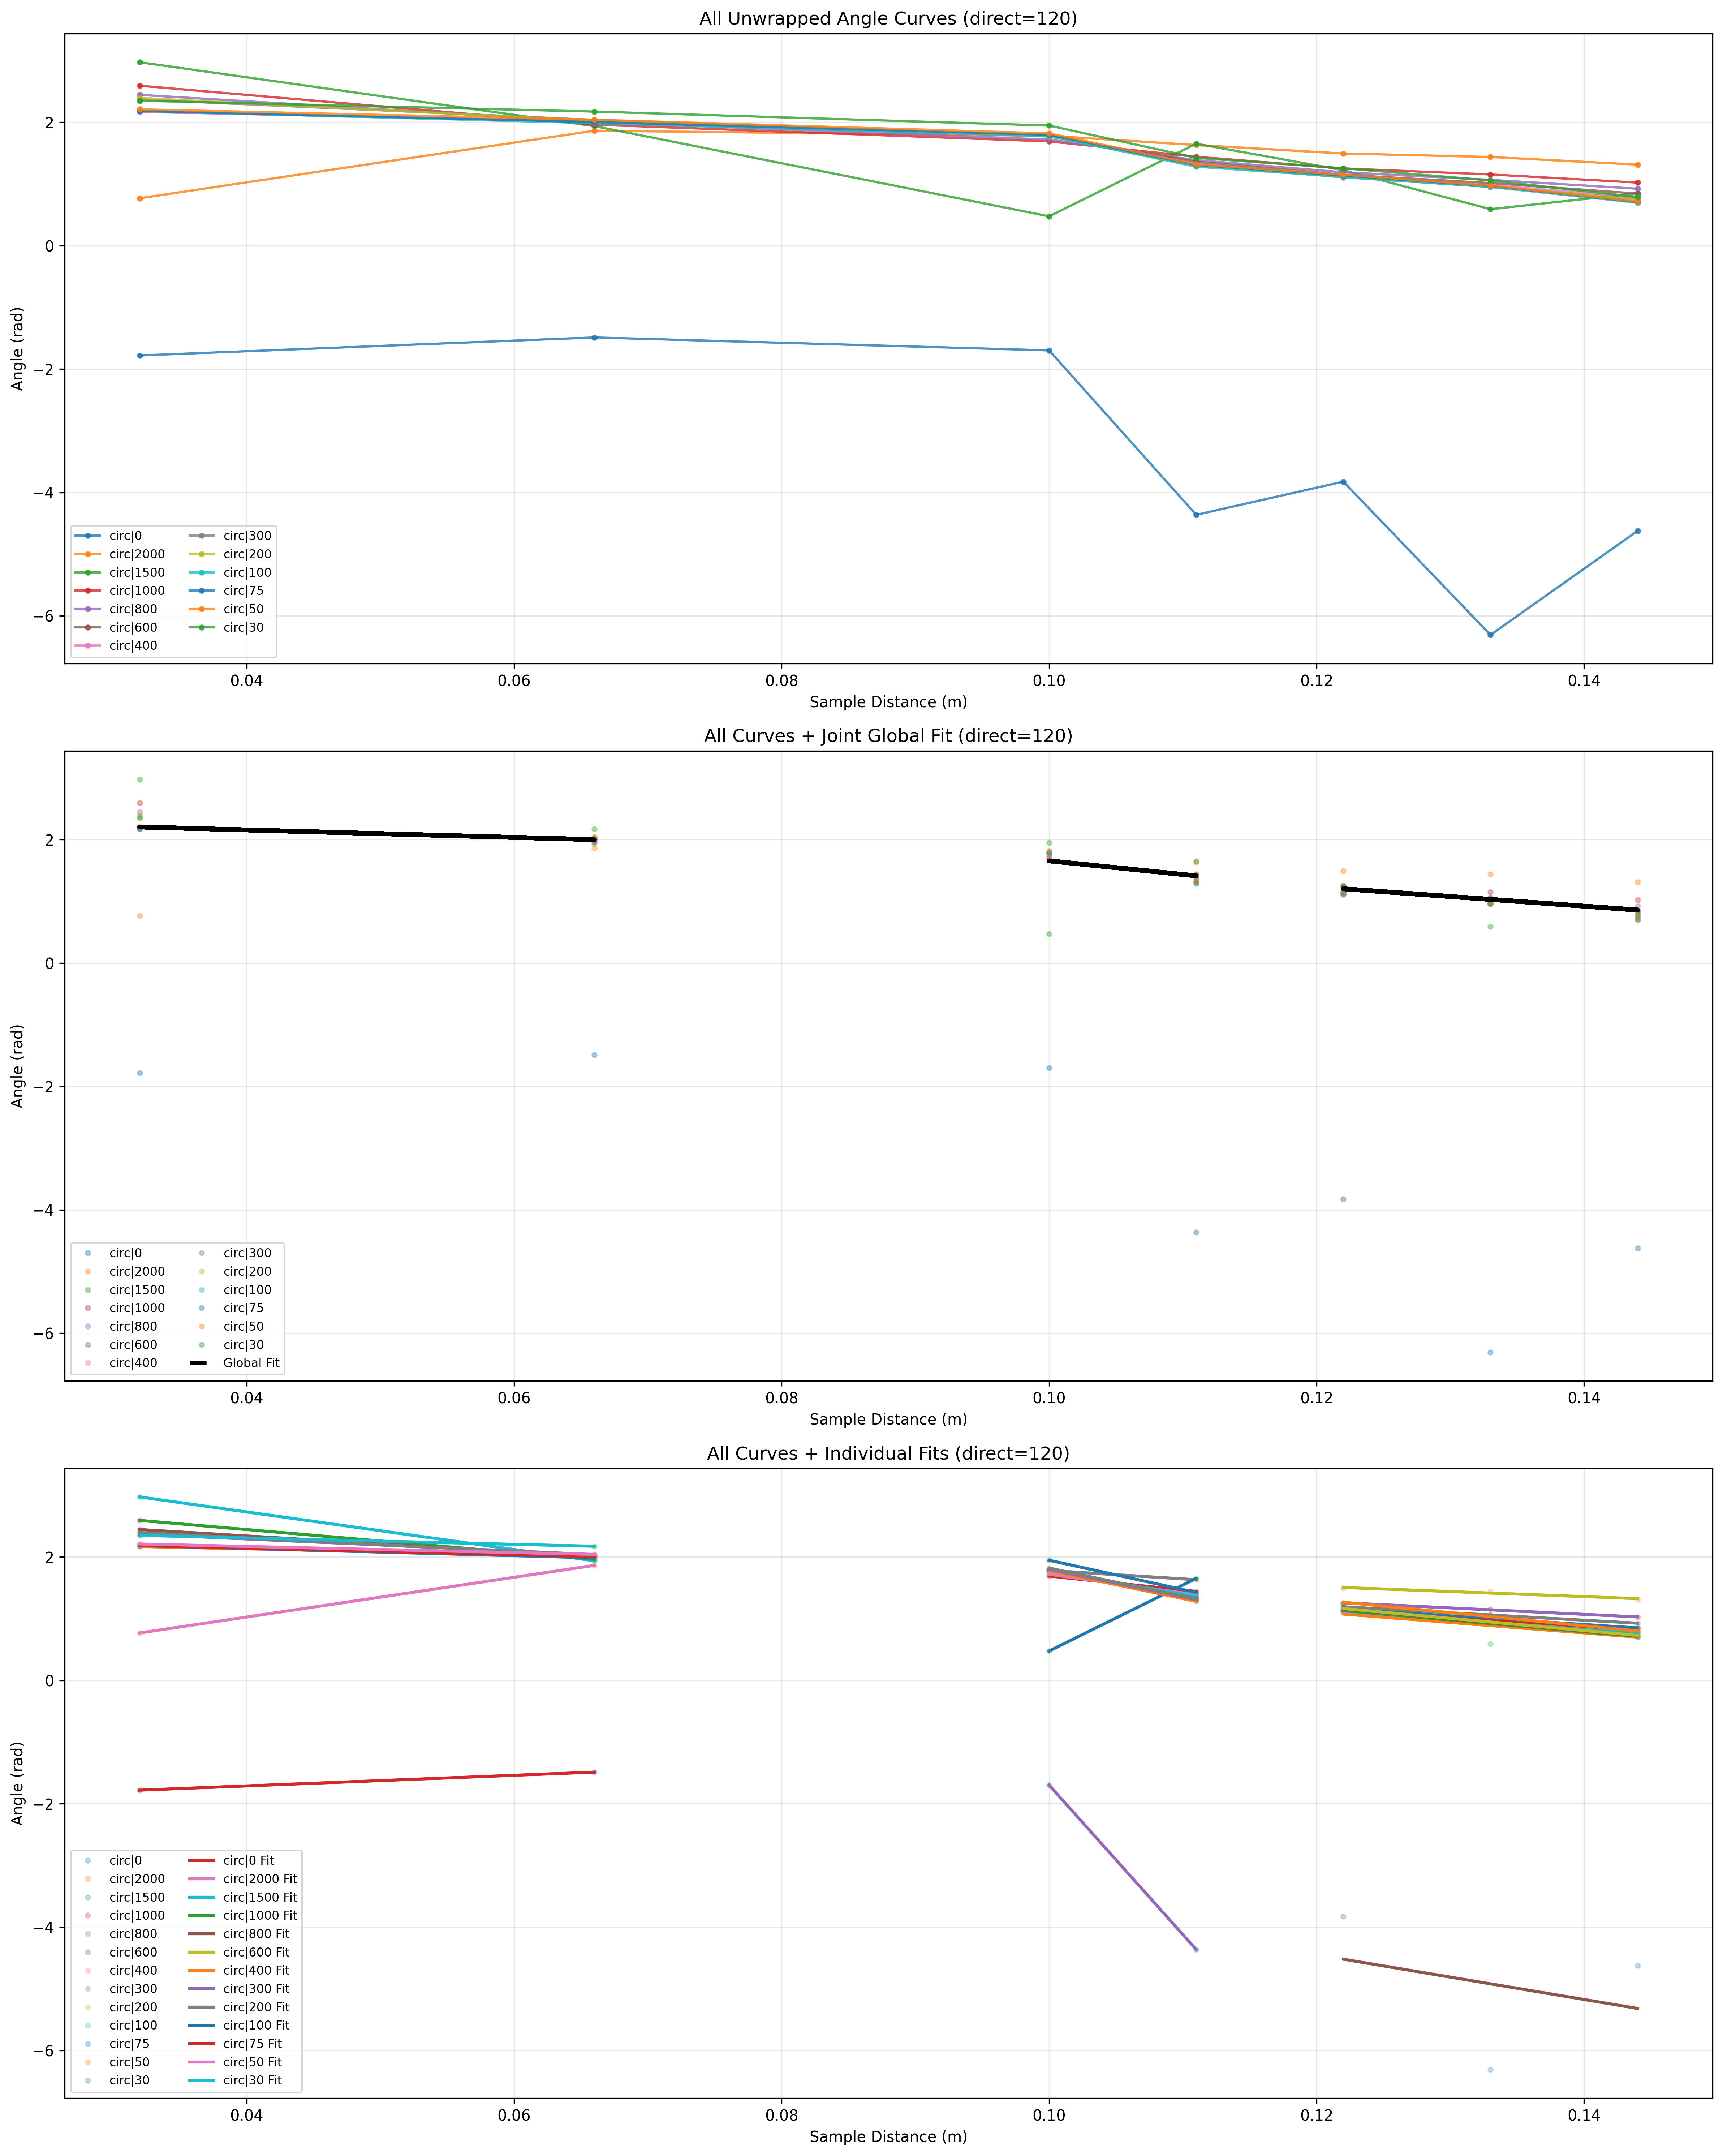 All Unwrapped Angle Curves (direct=120)
Angle (rad)
2
0
−2
−4
−6
circ|0
circ|2000
circ|1500
circ|1000
circ|800
circ|600
circ|400
circ|300
circ|200
circ|100
circ|75
circ|50
circ|30
0.04 0.06 0.08 0.10 0.12 0.14
Sample Distance (m)
All Curves + Joint Global Fit (direct=120)
Angle (rad)
2
0
−2
−4
−6
circ|0
circ|2000
circ|1500
circ|1000
circ|800
circ|600
circ|400
circ|300
circ|200
circ|100
circ|75
circ|50
circ|30
Global Fit
0.04 0.06 0.08 0.10 0.12 0.14
Sample Distance (m)
All Curves + Individual Fits (direct=120)
Angle (rad)
2
0
−2
−4
−6
circ|0
circ|2000
circ|1500
circ|1000
circ|800
circ|600
circ|400
circ|300
circ|200
circ|100
circ|75
circ|50
circ|30
circ|0 Fit
circ|2000 Fit
circ|1500 Fit
circ|1000 Fit
circ|800 Fit
circ|600 Fit
circ|400 Fit
circ|300 Fit
circ|200 Fit
circ|100 Fit
circ|75 Fit
circ|50 Fit
circ|30 Fit
0.04 0.06 0.08 0.10 0.12 0.14
Sample Distance (m)